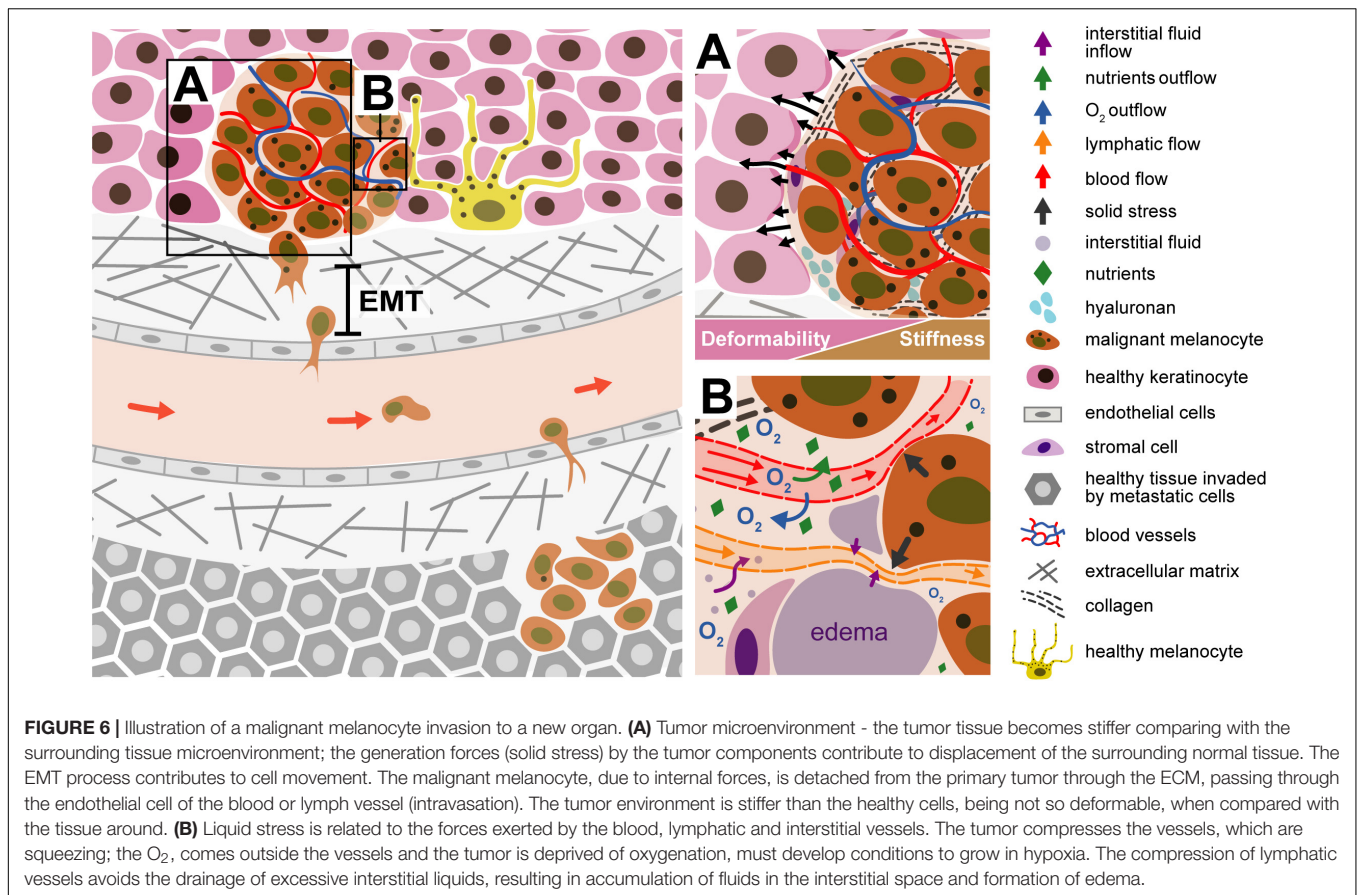 A
B
EMT
A
Deformability
Stiffness
B
O2
O2
O2
O2
O2
O2
edema
interstitial fluid
inflow
nutrients outflow
O2 outflow
lymphatic flow
blood flow
solid stress
interstitial fluid
nutrients
hyaluronan
malignant melanocyte
healthy keratinocyte
endothelial cells
stromal cell
healthy tissue invaded
by metastatic cells
blood vessels
extracellular matrix
collagen
healthy melanocyte
FIGURE 6 | Illustration of a malignant melanocyte invasion to a new organ. (A) Tumor microenvironment - the tumor tissue becomes stiffer comparing with the
surrounding tissue microenvironment; the generation forces (solid stress) by the tumor components contribute to displacement of the surrounding normal tissue. The
EMT process contributes to cell movement. The malignant melanocyte, due to internal forces, is detached from the primary tumor through the ECM, passing through
the endothelial cell of the blood or lymph vessel (intravasation). The tumor environment is stiffer than the healthy cells, being not so deformable, when compared with
the tissue around. (B) Liquid stress is related to the forces exerted by the blood, lymphatic and interstitial vessels. The tumor compresses the vessels, which are
squeezing; the O2, comes outside the vessels and the tumor is deprived of oxygenation, must develop conditions to grow in hypoxia. The compression of lymphatic
vessels avoids the drainage of excessive interstitial liquids, resulting in accumulation of fluids in the interstitial space and formation of edema.